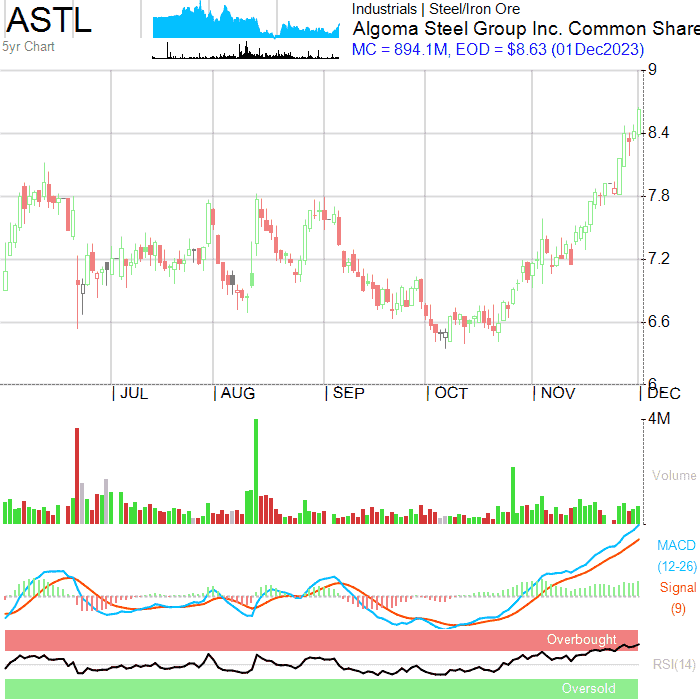 ASTL
5yr Chart
Industrials | Steel/Iron Ore
Algoma Steel Group Inc. Common Share
MC = 894.1M, EOD = $8.63 (01Dec2023)
9
8.4
7.8
7.2
6.6
6
JUL AUG SEP OCT NOV DEC
4M
Volume
MACD
(12-26)
Signal
(9)
Overbought
RSI(14)
Oversold